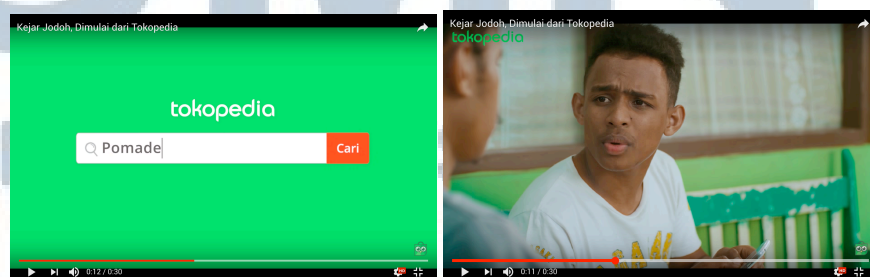 Kejar Jodoh, Dimulai dari Tokopedia
tokopedia
Pomade
Cari
0:12 / 0:30
Kejar Jodoh, Dimulai dari Tokopedia
tokopedia
0:11 / 0:30